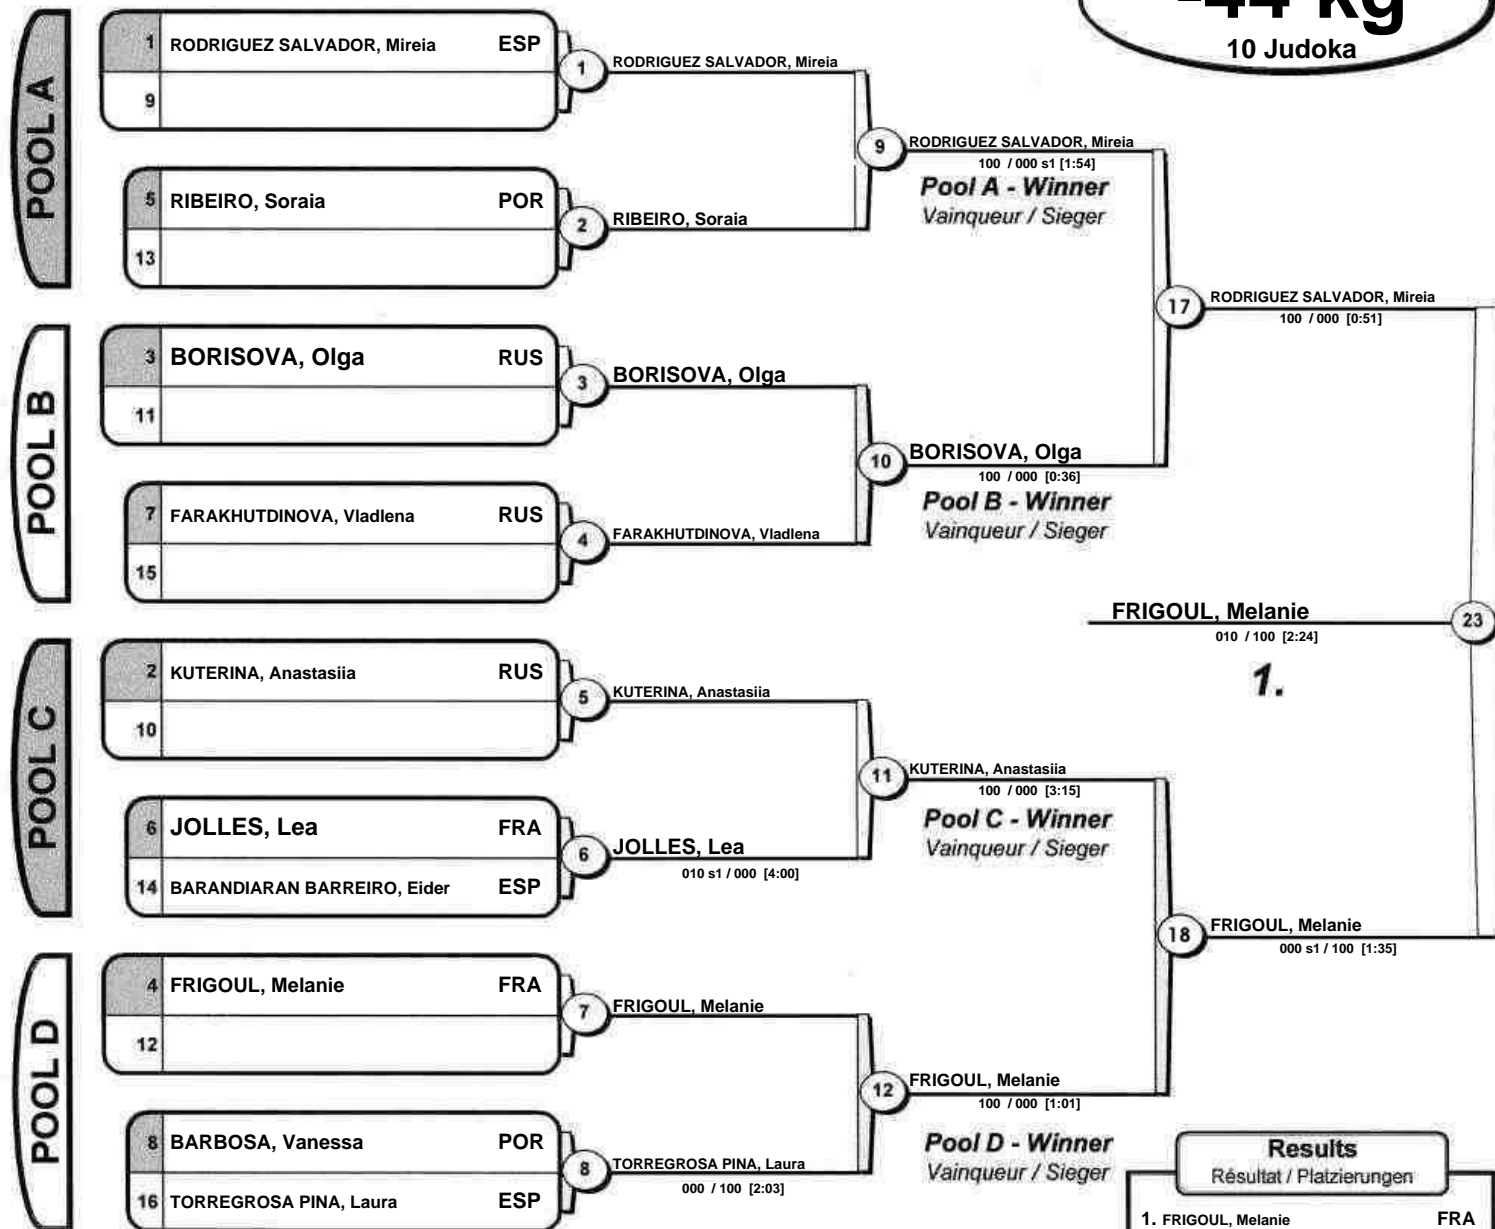 -44 kg
10 Judoka
POOL A
1 RODRIGUEZ SALVADOR, Mireia ESP
9
1 RODRIGUEZ SALVADOR, Mireia
5 RIBEIRO, Soraia POR
13
2 RIBEIRO, Soraia
9 RODRIGUEZ SALVADOR, Mireia
100 / 000 s1 [1:54]
Pool A - Winner
Vainqueur / Sieger
17 RODRIGUEZ SALVADOR, Mireia
100 / 000 [0:51]
POOL B
3 BORISOVA, Olga RUS
11
3 BORISOVA, Olga
7 FARAKHUTDINOVA, Vladlena RUS
15
4 FARAKHUTDINOVA, Vladlena
10 BORISOVA, Olga
100 / 000 [0:36]
Pool B - Winner
Vainqueur / Sieger
FRIGOUL, Melanie 23
010 / 100 [2:24]
1.
POOL C
2 KUTERINA, Anastasiia RUS
10
5 KUTERINA, Anastasiia
6 JOLLES, Lea FRA
14 BARANDIARAN BARREIRO, Eider ESP
6 JOLLES, Lea
010 s1 / 000 [4:00]
11 KUTERINA, Anastasiia
100 / 000 [3:15]
Pool C - Winner
Vainqueur / Sieger
18 FRIGOUL, Melanie
000 s1 / 100 [1:35]
POOL D
4 FRIGOUL, Melanie FRA
12
7 FRIGOUL, Melanie
8 BARBOSA, Vanessa POR
16 TORREGROSA PINA, Laura ESP
8 TORREGROSA PINA, Laura
000 / 100 [2:03]
12 FRIGOUL, Melanie
100 / 000 [1:01]
Pool D - Winner
Vainqueur / Sieger
Results
Résultat / Platzierungen
1. FRIGOUL, Melanie FRA